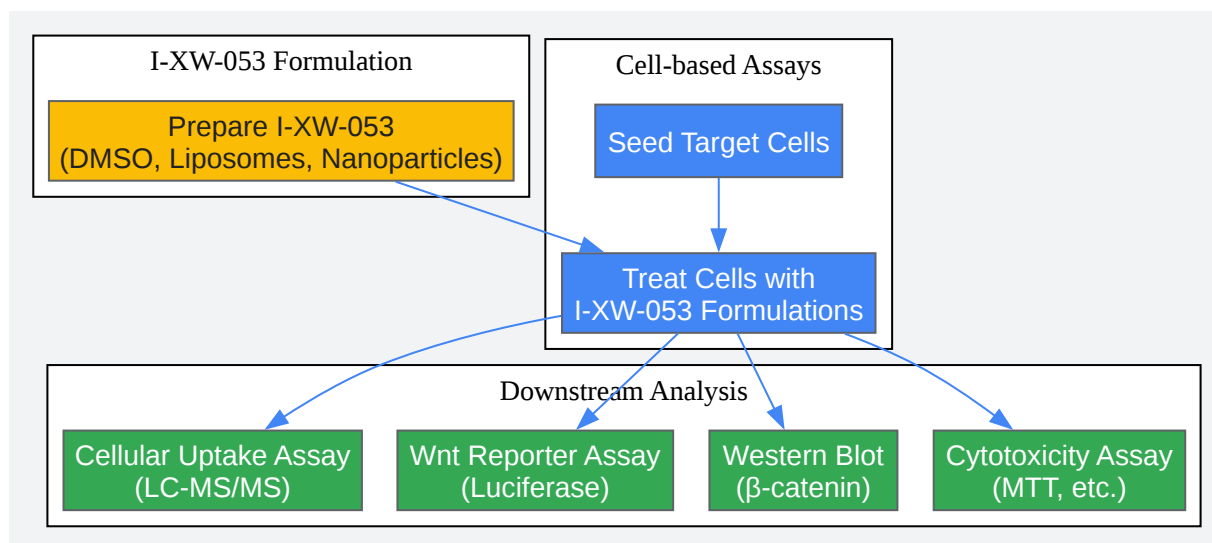 I-XW-053 Formulation
Prepare I-XW-053
(DMSO, Liposomes, Nanoparticles)
Cell-based Assays
Seed Target Cells
Treat Cells with
I-XW-053 Formulations
Downstream Analysis
Cellular Uptake Assay
(LC-MS/MS)
Wnt Reporter Assay
(Luciferase)
Western Blot
(β-catenin)
Cytotoxicity Assay
(MTT, etc.)